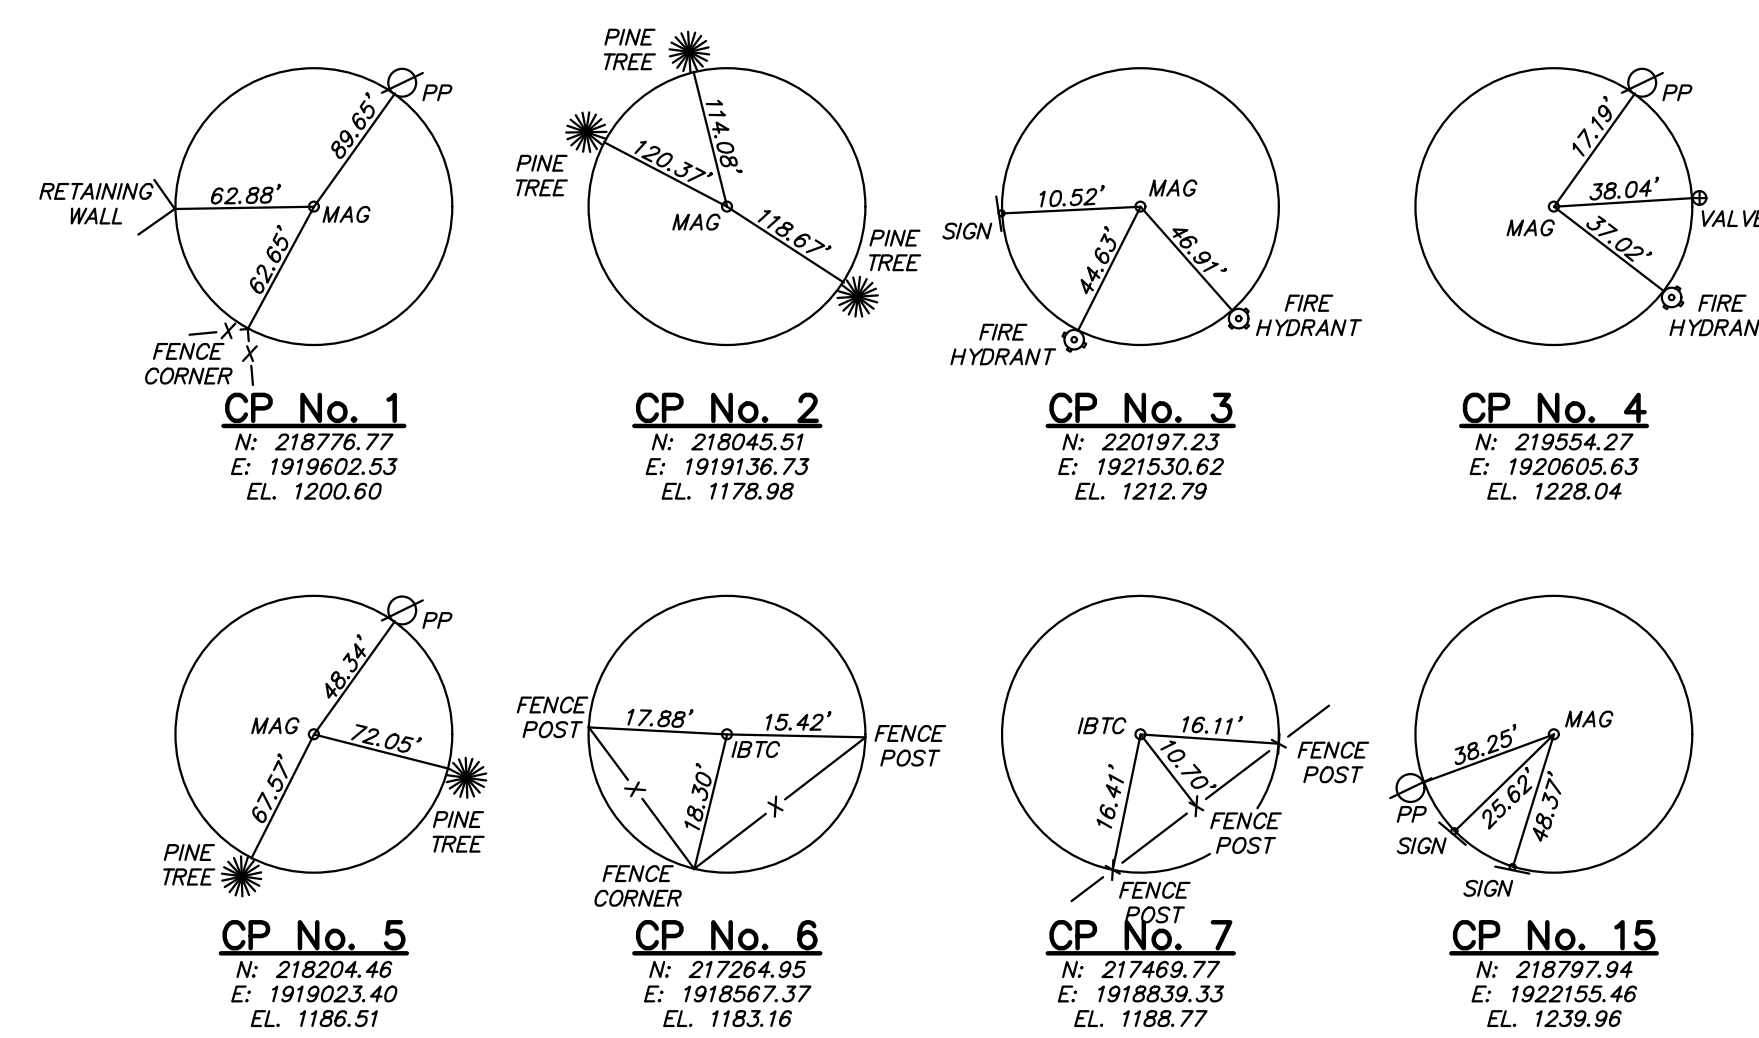 PINE
TREE
PP
89.65'
RETAINING
WALL
62.88'
MAG
62.65'
X
X
FENCE
CORNER
CP No. 1
N: 218776.77
E: 1919602.53
EL. 1200.60
114.08'
120.37'
PINE
TREE
MAG
118.67'
PINE
TREE
CP No. 2
N: 218045.51
E: 1919136.73
EL. 1178.98
10.52'
MAG
SIGN
44.63'
46.91'
FIRE
HYDRANT
FIRE
HYDRANT
CP No. 3
N: 220197.23
E: 1921530.62
EL. 1212.79
PP
17.19'
38.04'
VALVE
MAG
37.02'
FIRE
HYDRAN
CP No. 4
N: 219554.27
E: 1920605.63
EL. 1228.04
PP
48.34'
MAG
72.05'
67.57'
PINE
TREE
PINE
TREE
CP No. 5
N: 218204.46
E: 1919023.40
EL. 1186.51
FENCE
POST
17.88'
15.42'
IBTC
FENCE
POST
X
18.30'
X
FENCE
CORNER
CP No. 6
N: 217264.95
E: 1918567.37
EL. 1183.16
IBTC
16.11'
10.70'
FENCE
POST
16.41'
FENCE
POST
FENCE
POST
CP No. 7
N: 217469.77
E: 1918839.33
EL. 1188.77
MAG
38.25'
25.62'
48.37'
PP
SIGN
SIGN
CP No. 15
N: 218797.94
E: 1922155.46
EL. 1239.96